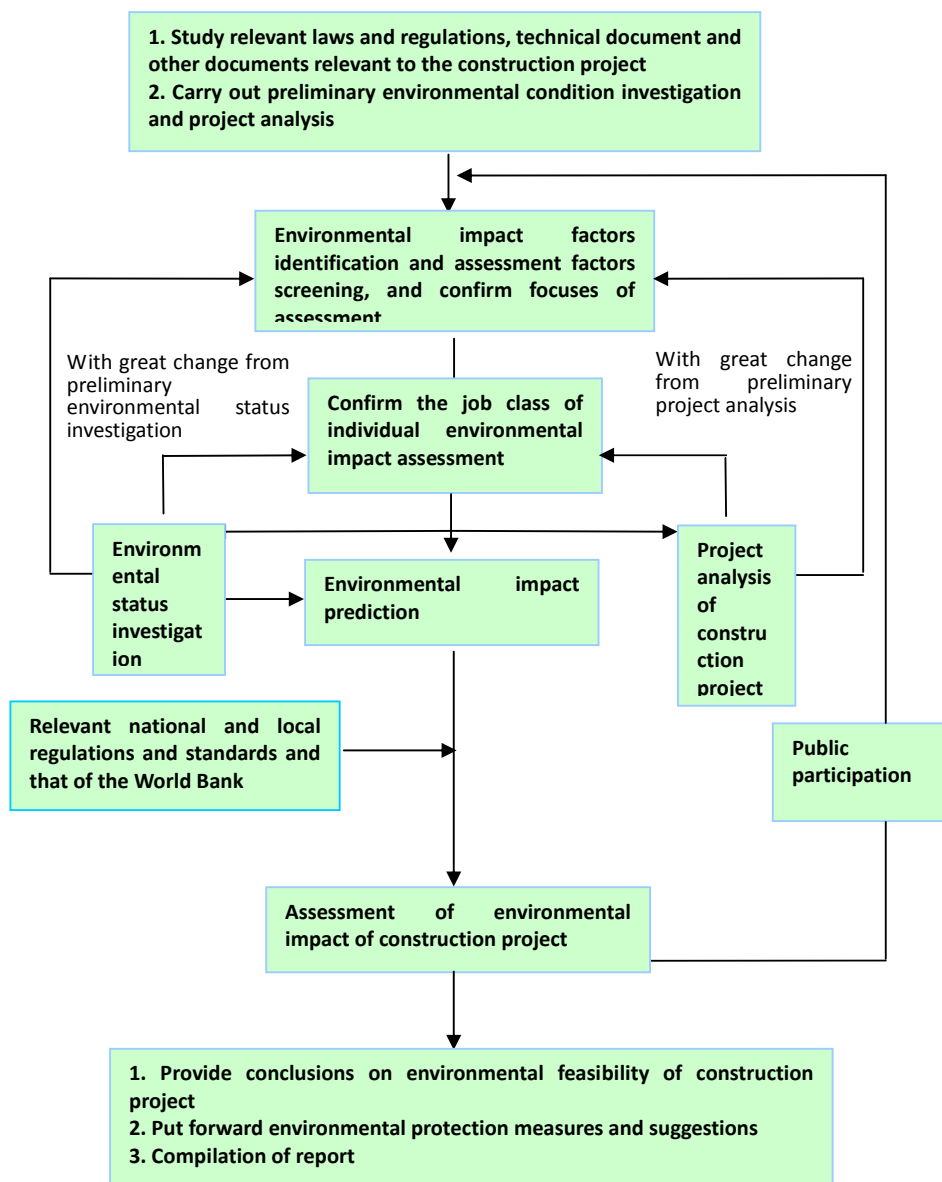 1. Study relevant laws and regulations, technical document and
other documents relevant to the construction project
2. Carry out preliminary environmental condition investigation
and project analysis
Environmental impact factors
identification and assessment factors
screening, and confirm focuses of
assessment
With great change from
preliminary
environmental status
investigation
With great change
from preliminary
project analysis
Confirm the job class of
individual environmental
impact assessment
Environm
ental
status
investigat
ion
Environmental impact
prediction
Project
analysis
of
constru
ction
project
Relevant national and local
regulations and standards and
that of the World Bank
Public
participation
Assessment of environmental
impact of construction project
1. Provide conclusions on environmental feasibility of construction
project
2. Put forward environmental protection measures and suggestions
3. Compilation of report